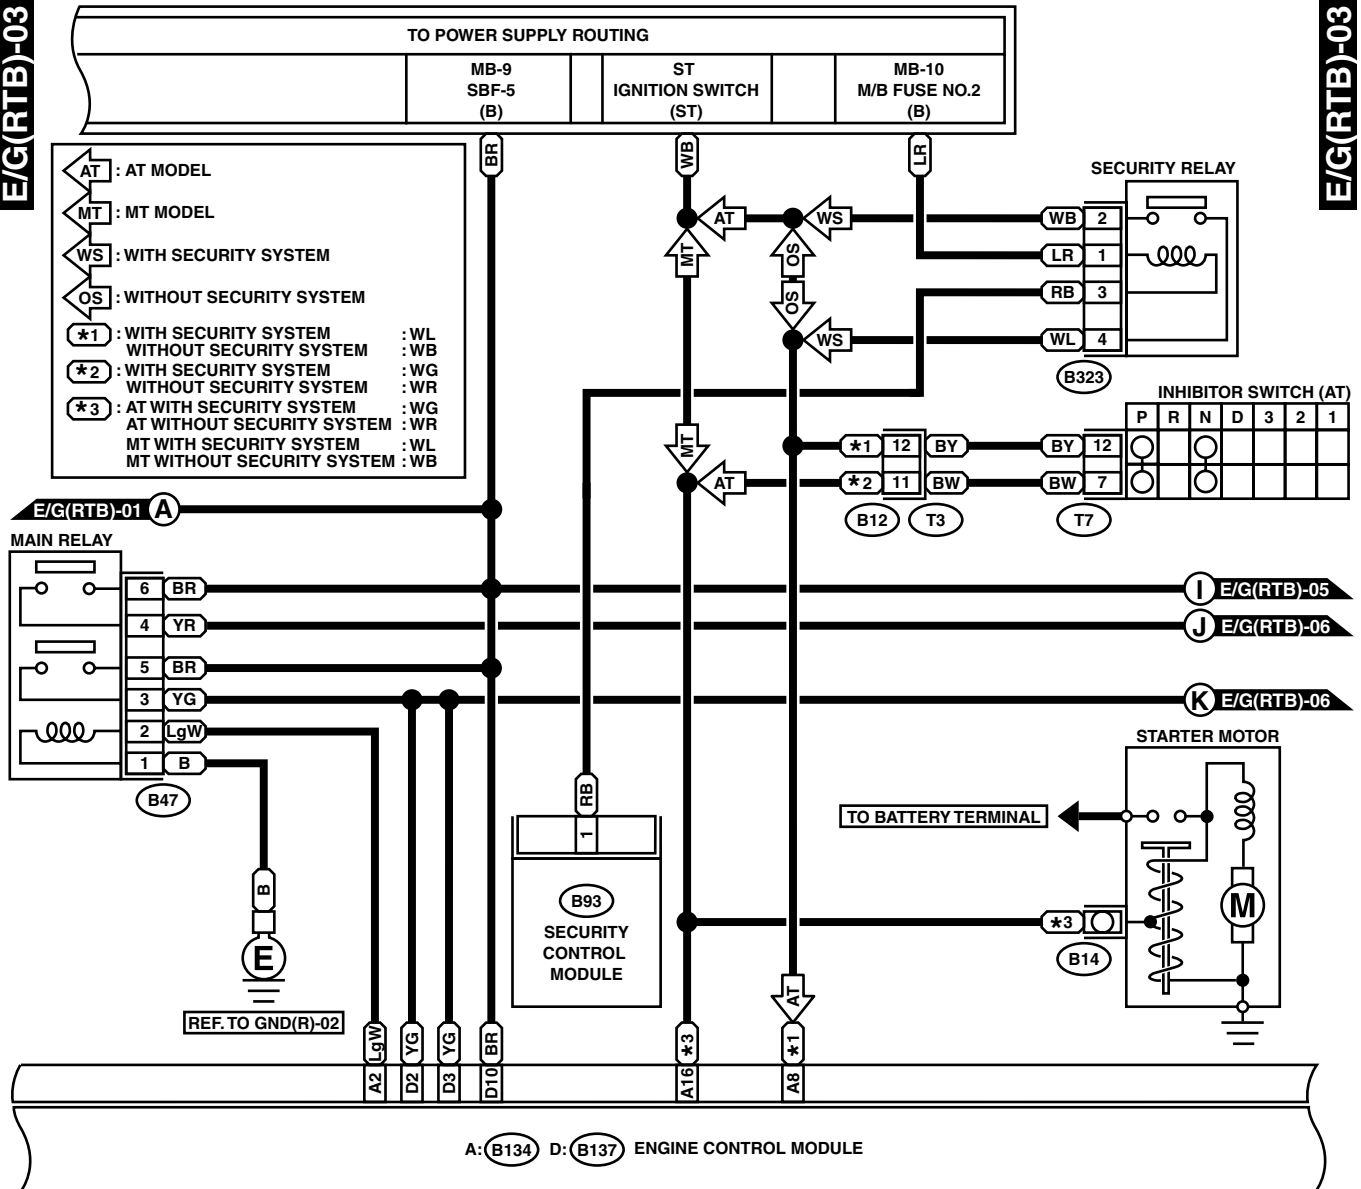 E/G(RTB)-03
E/G(RTB)-03
TO POWER SUPPLY ROUTING
MB-9
SBF-5
(B)
ST
IGNITION SWITCH
(ST)
MB-10
M/B FUSE NO.2
(B)
BR
WB
LR
AT : AT MODEL
MT : MT MODEL
WS : WITH SECURITY SYSTEM
OS : WITHOUT SECURITY SYSTEM
*1 : WITH SECURITY SYSTEM : WL
WITHOUT SECURITY SYSTEM : WB
*2 : WITH SECURITY SYSTEM : WG
WITHOUT SECURITY SYSTEM : WR
*3 : AT WITH SECURITY SYSTEM : WG
AT WITHOUT SECURITY SYSTEM : WR
MT WITH SECURITY SYSTEM : WL
MT WITHOUT SECURITY SYSTEM : WB
SECURITY RELAY
AT
WS
WB 2
MT
OS
LR 1
OS
RB 3
WS
WL 4
B323
INHIBITOR SWITCH (AT)
P R N D 3 2 1
MT
*1 12 BY
BY 12
AT
*2 11 BW
BW 7
B12
T3
T7
E/G(RTB)-01 A
MAIN RELAY
6 BR
I E/G(RTB)-05
4 YR
J E/G(RTB)-06
5 BR
3 YG
K E/G(RTB)-06
2 LgW
1 B
B47
STARTER MOTOR
TO BATTERY TERMINAL
RB
1
B93
SECURITY
CONTROL
MODULE
B
E
REF. TO GND(R)-02
M
*3
B14
AT
LgW
YG
YG
BR
*3
*1
A2
D2
D3
D10
A16
A8
A: B134 D: B137 ENGINE CONTROL MODULE